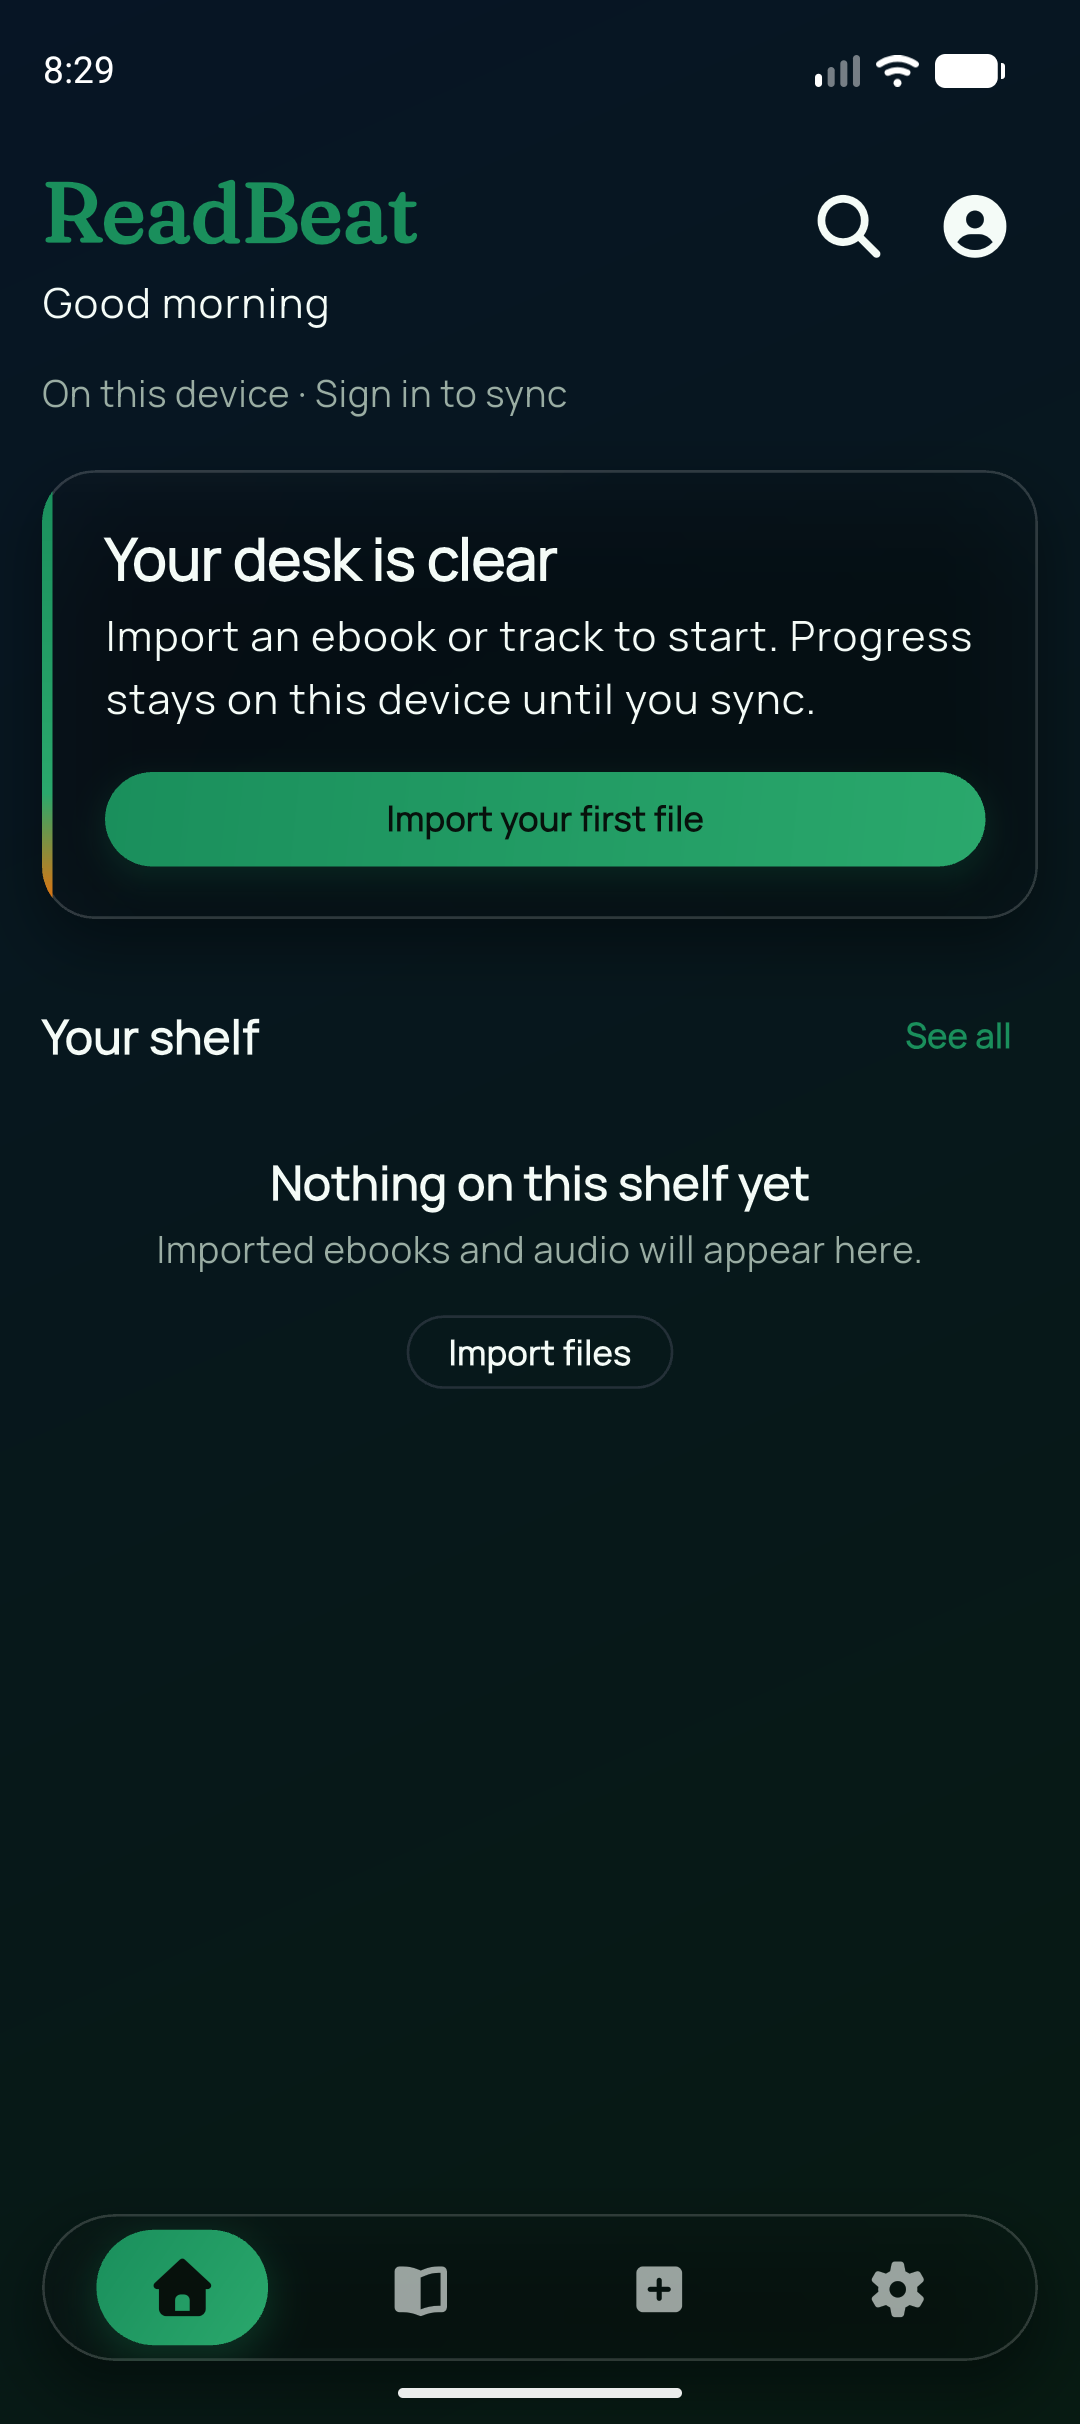 8:29
ReadBeat
Good morning
On this device · Sign in to sync
Your desk is clear
Import an ebook or track to start. Progress
stays on this device until you sync.
Import your first file
Your shelf
See all
Nothing on this shelf yet
Imported ebooks and audio will appear here.
Import files